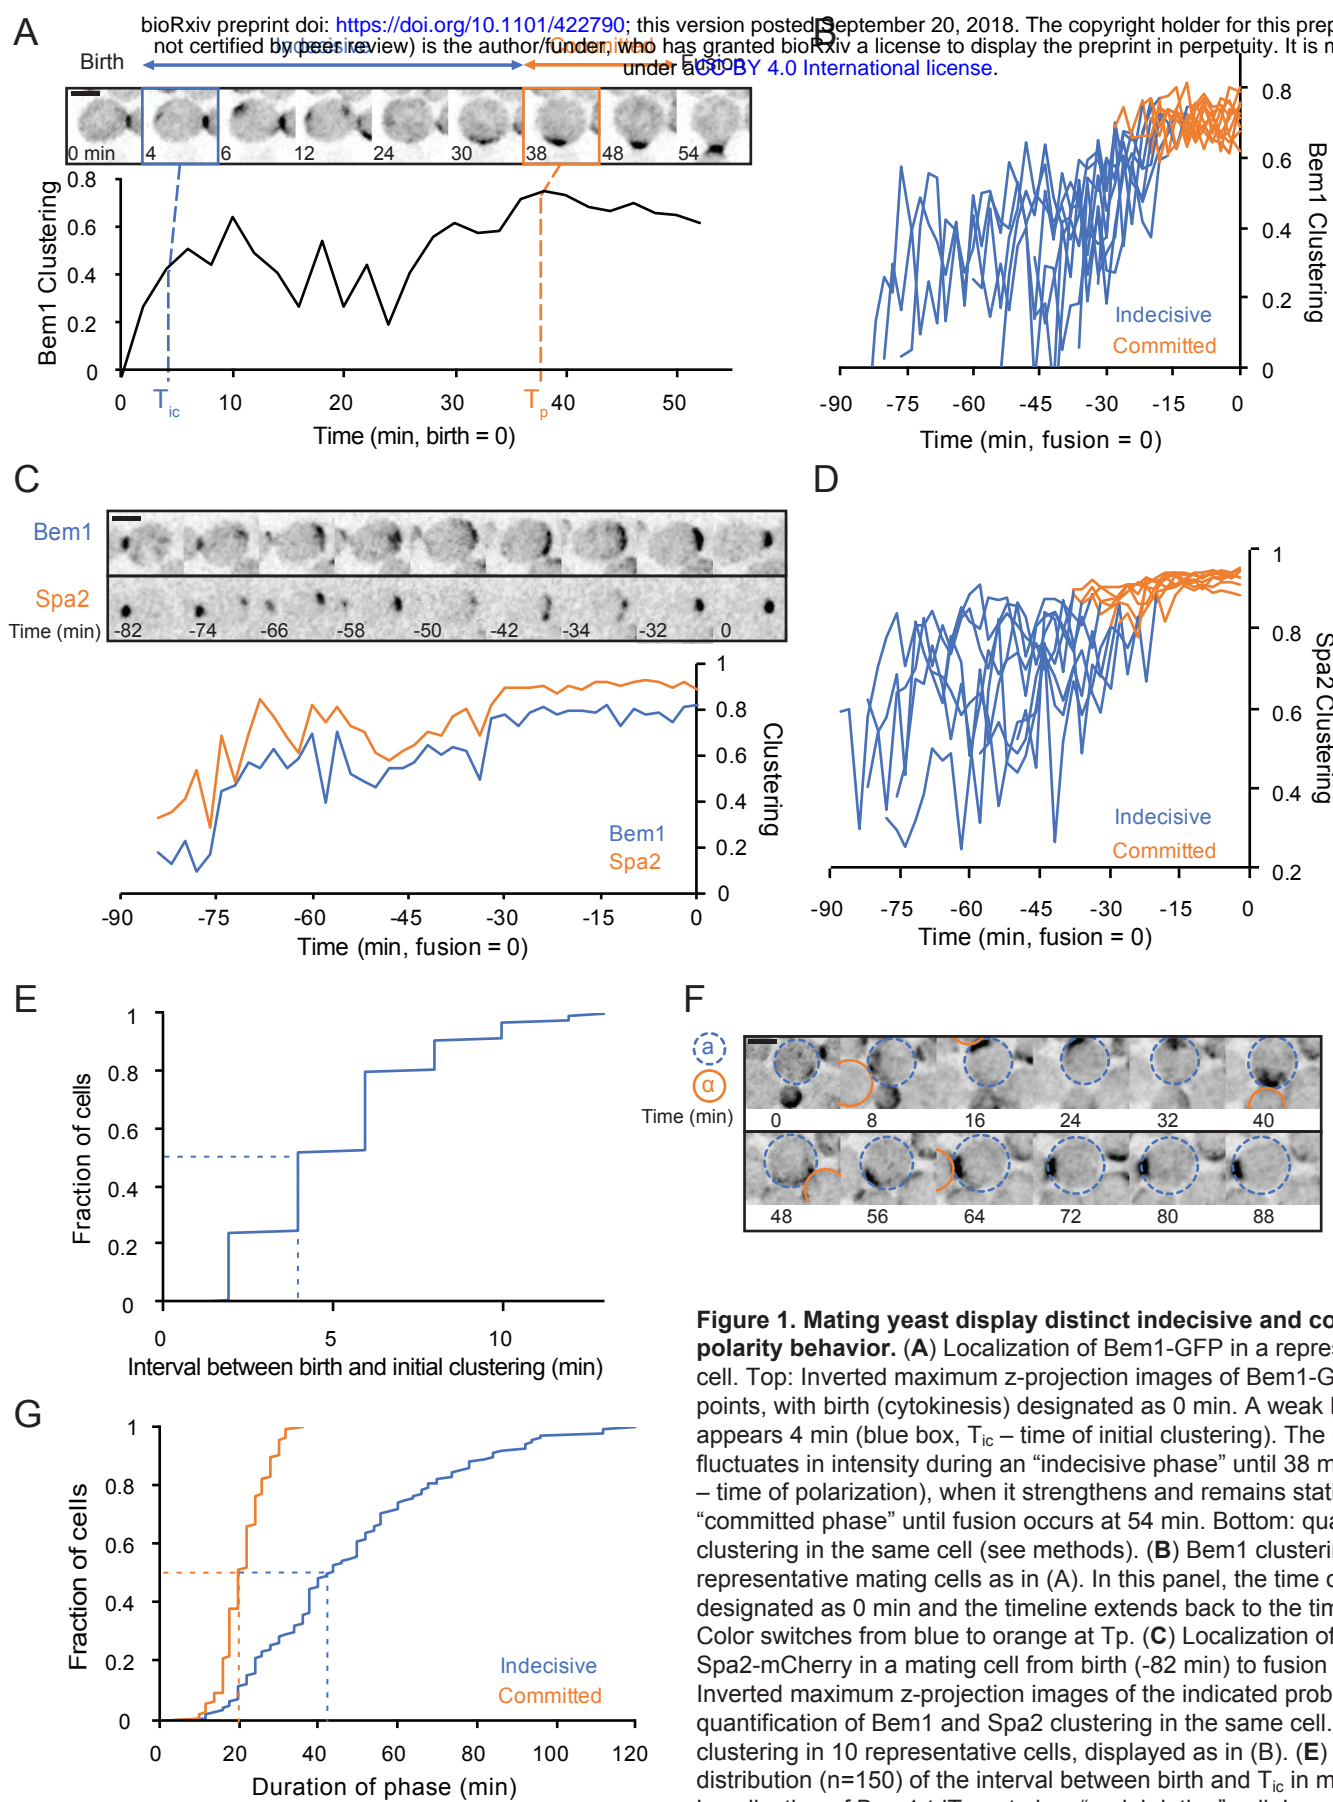 A
bioRxiv preprint doi: https://doi.org/10.1101/422790; this version posted September 20, 2018. The copyright holder for this prep
B
not certified by peer review) is the author/funder, who has granted bioRxiv a license to display the preprint in perpetuity. It is m
under a CC-BY 4.0 International license.
Birth
Indecisive
Committed
Fusion
0 min
4
6
12
24
30
38
48
54
Bem1 Clustering
0.8
0.6
0.4
0.2
0
0
T ic
10
20
30
T p
40
50
Time (min, birth = 0)
0.8
0.6
0.4
0.2
0
Bem1 Clustering
Indecisive
Committed
-90
-75
-60
-45
-30
-15
0
Time (min, fusion = 0)
C
Bem1
Spa2
Time (min)
-82
-74
-66
-58
-50
-42
-34
-32
0
1
0.8
0.6
0.4
0.2
0
Clustering
Bem1
Spa2
-90
-75
-60
-45
-30
-15
0
Time (min, fusion = 0)
D
1
0.8
0.6
0.4
0.2
Spa2 Clustering
Indecisive
Committed
-90
-75
-60
-45
-30
-15
0
Time (min, fusion = 0)
E
Fraction of cells
1
0.8
0.6
0.4
0.2
0
0
5
10
Interval between birth and initial clustering (min)
F
a
α
Time (min)
0
8
16
24
32
40
48
56
64
72
80
88
G
Fraction of cells
1
0.8
0.6
0.4
0.2
0
Indecisive
Committed
0
20
40
60
80
100
120
Duration of phase (min)
Figure 1. Mating yeast display distinct indecisive and co
polarity behavior. (A) Localization of Bem1-GFP in a repres
cell. Top: Inverted maximum z-projection images of Bem1-G
points, with birth (cytokinesis) designated as 0 min. A weak
appears 4 min (blue box, Tic – time of initial clustering). The
fluctuates in intensity during an “indecisive phase” until 38 m
– time of polarization), when it strengthens and remains stati
“committed phase” until fusion occurs at 54 min. Bottom: qua
clustering in the same cell (see methods). (B) Bem1 clusterin
representative mating cells as in (A). In this panel, the time o
designated as 0 min and the timeline extends back to the tim
Color switches from blue to orange at Tp. (C) Localization of
Spa2-mCherry in a mating cell from birth (-82 min) to fusion
Inverted maximum z-projection images of the indicated prob
quantification of Bem1 and Spa2 clustering in the same cell.
clustering in 10 representative cells, displayed as in (B). (E)
distribution (n=150) of the interval between birth and Tic in m